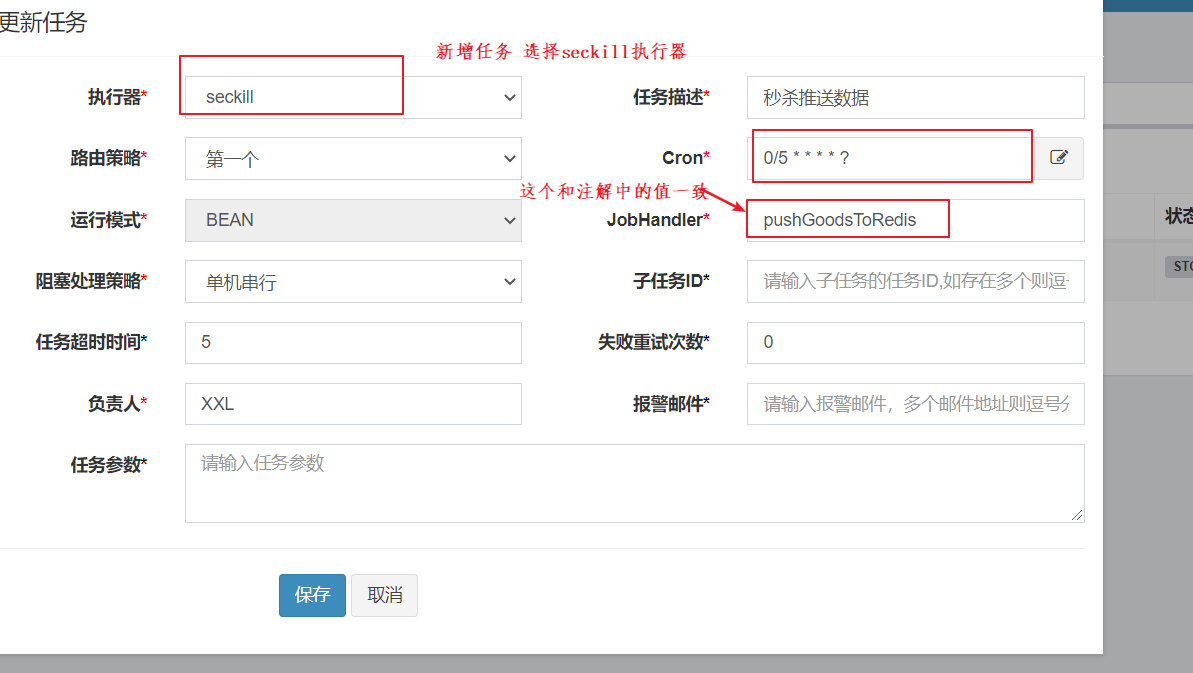 更新任务
新增任务 选择seckill执行器
执行器* seckill 任务描述* 秒杀推送数据
路由策略* 第一个 Cron* 0/5 * * * * ?
这个和注解中的值一致
运行模式* BEAN JobHandler* pushGoodsToRedis
状态
阻塞处理策略* 单机串行 子任务ID* 请输入子任务的任务ID,如存在多个则逗
STO
任务超时时间* 5 失败重试次数* 0
负责人* XXL 报警邮件* 请输入报警邮件，多个邮件地址则逗号分
任务参数* 请输入任务参数
保存 取消